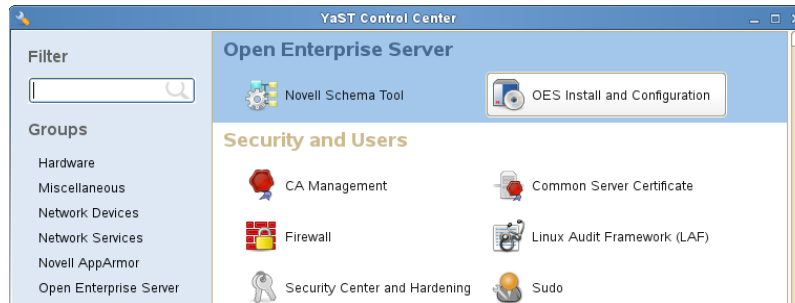 YaST Control Center
Filter
Groups
Hardware
Miscellaneous
Network Devices
Network Services
Novell AppArmor
Open Enterprise Server
Open Enterprise Server
Novell Schema Tool
OES Install and Configuration
Security and Users
CA Management
Common Server Certificate
Firewall
Linux Audit Framework (LAF)
Security Center and Hardening
Sudo